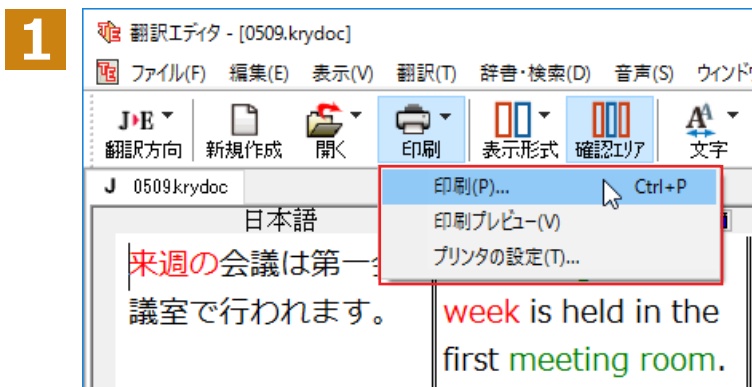 1
翻訳エディタ - [0509.krydoc]
ファイル(F) 編集(E) 表示(V) 翻訳(T) 辞書・検索(D) 音声(S)
J▸E
翻訳方向 新規作成 開く 印刷 表示形式 確認エリア 文字
J 0509.krydoc
印刷(P)... Ctrl+P
印刷プレビュー(V)
プリンタの設定(T)...
日本語
来週の会議は第一
議室で行われます。
week is held in the
first meeting room.